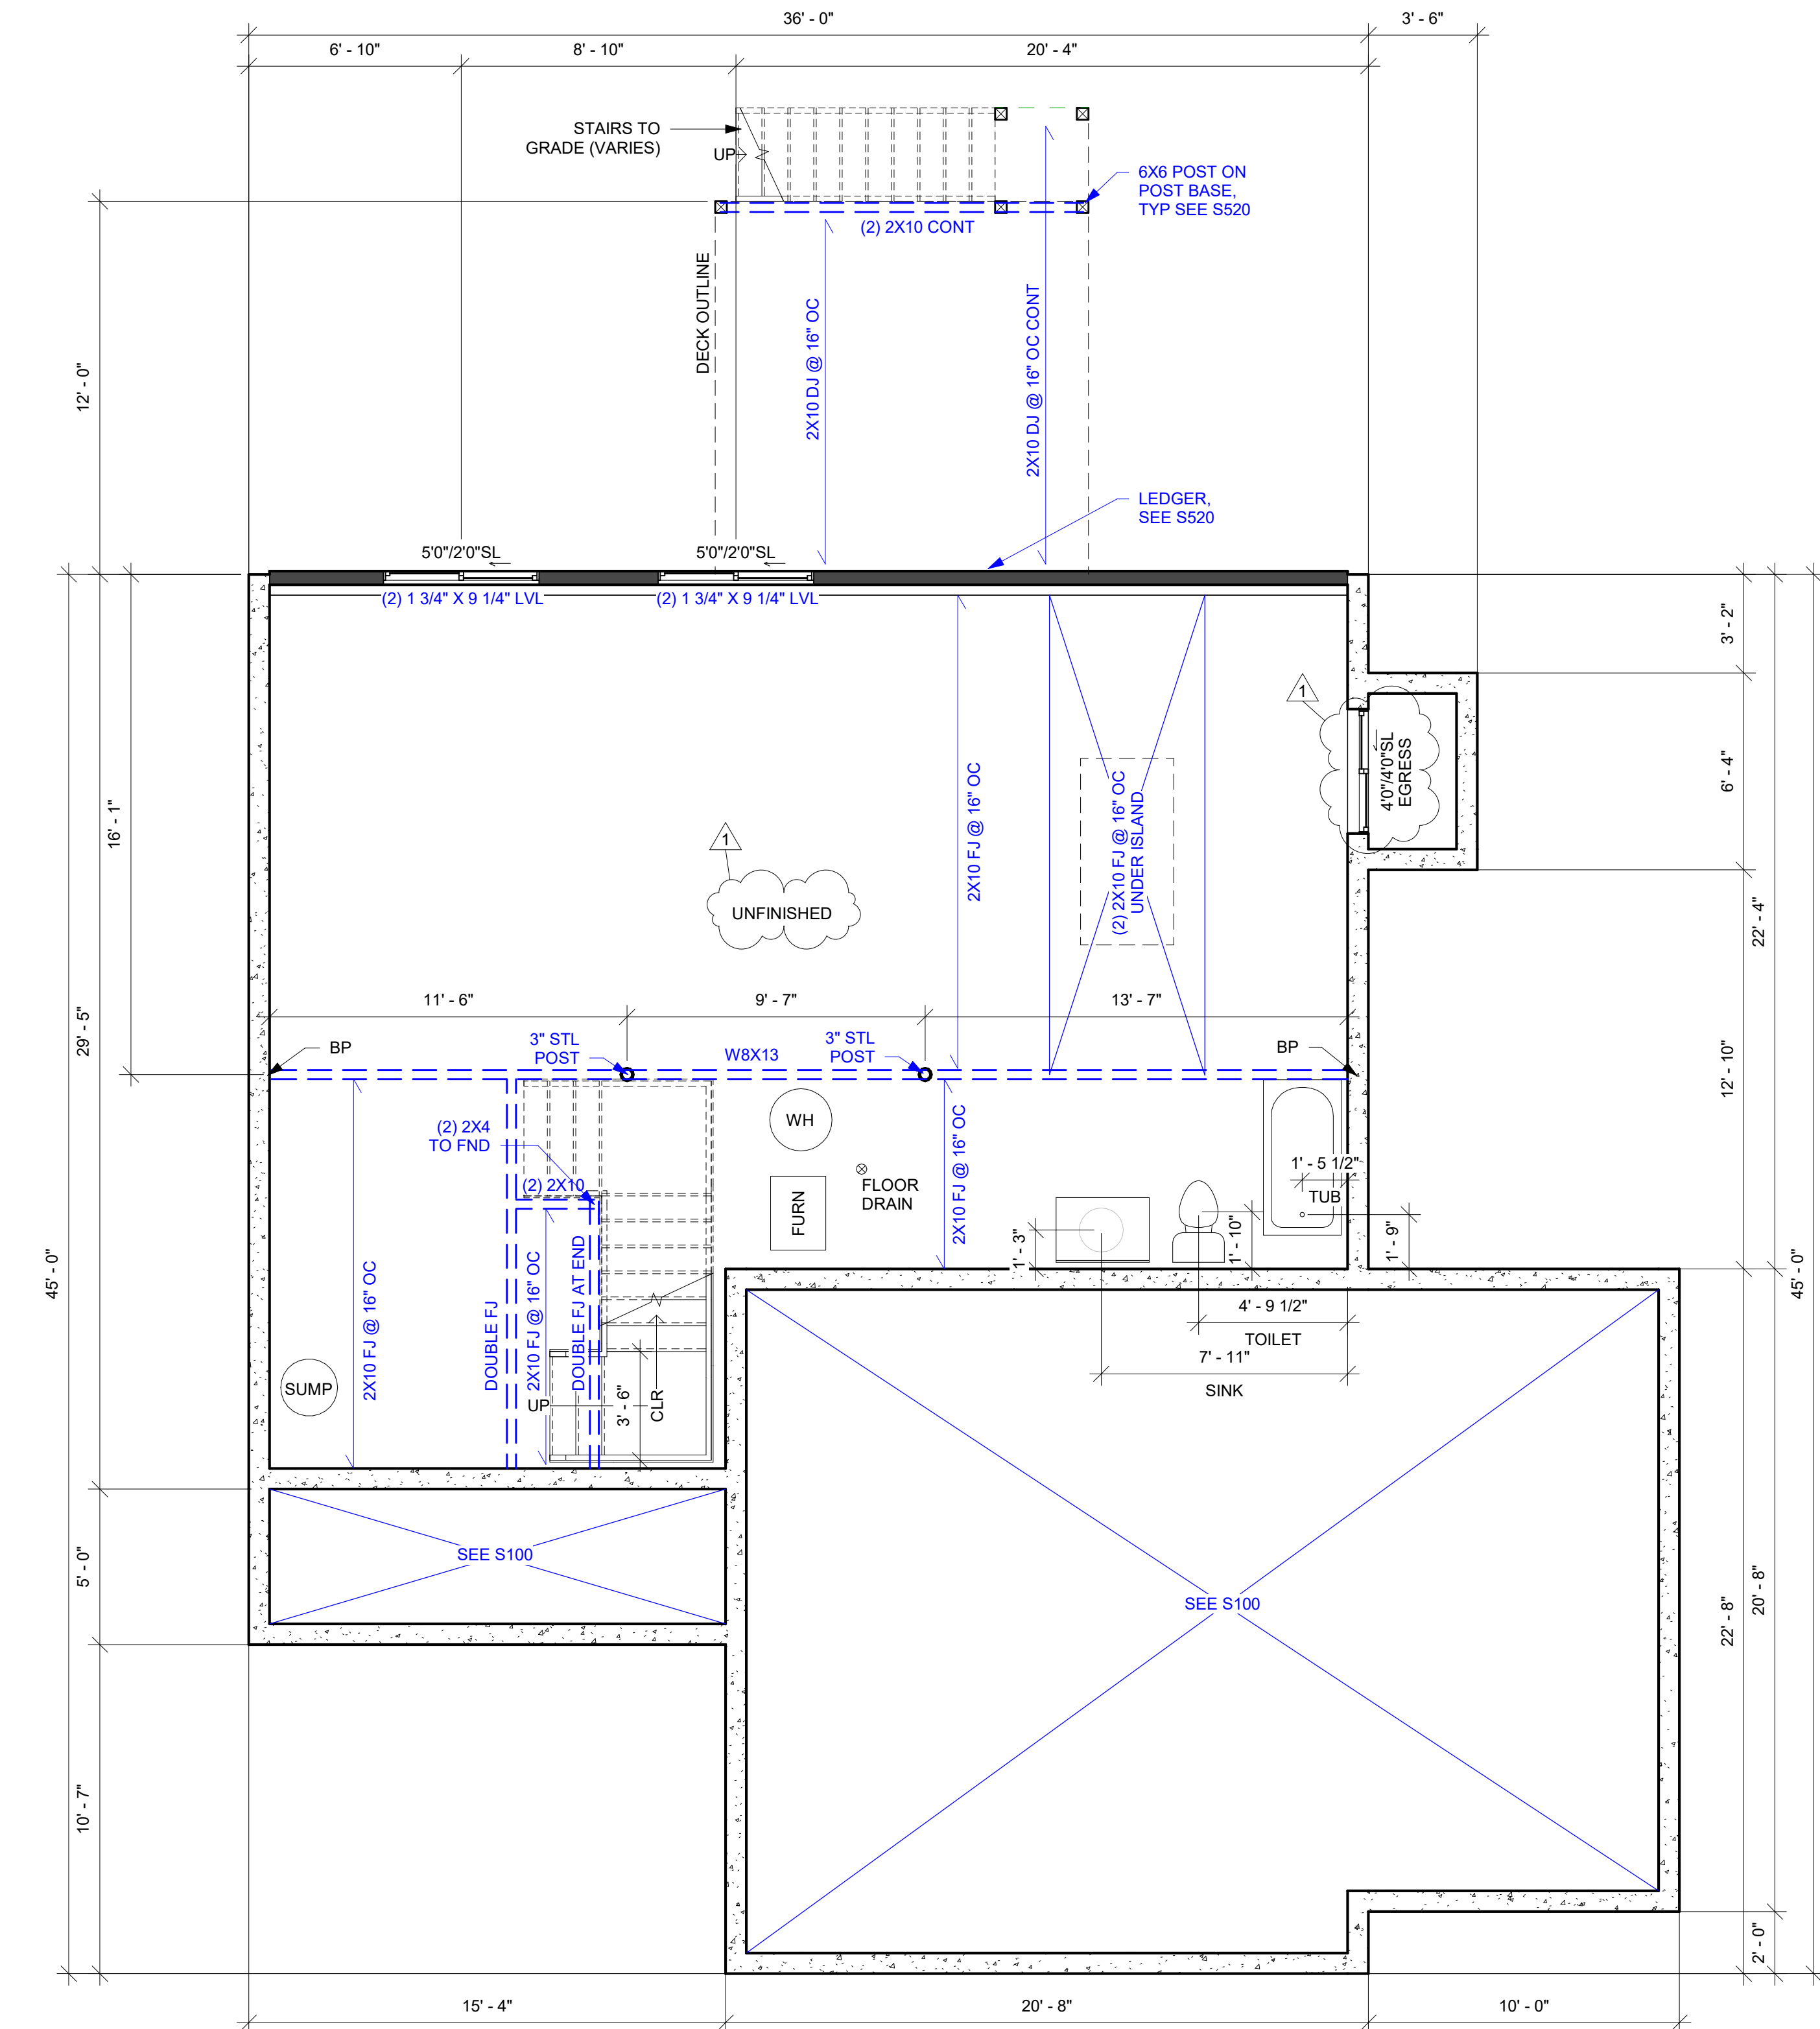 36' - 0"
3' - 6"
6' - 10"
8' - 10"
20' - 4"
STAIRS TO
GRADE (VARIES)
UP
6X6 POST ON
POST BASE,
TYP SEE S520
(2) 2X10 CONT
DECK OUTLINE
2X10 DJ @ 16" OC
2X10 DJ @ 16" OC CONT
12' - 0"
LEDGER,
SEE S520
5'0"/2'0"SL
5'0"/2'0"SL
(2) 1 3/4" X 9 1/4" LVL
(2) 1 3/4" X 9 1/4" LVL
3' - 2"
1
4'0"/4'0"SL
EGRESS
6' - 4"
16' - 1"
2X10 FJ @ 16" OC
(2) 2X10 FJ @ 16" OC
UNDER ISLAND
1
UNFINISHED
22' - 4"
11' - 6"
9' - 7"
13' - 7"
29' - 5"
BP
3" STL
POST
W8X13
3" STL
POST
BP
12' - 10"
(2) 2X4
TO FND
WH
2X10 FJ @ 16" OC
1' - 5 1/2"
TUB
(2) 2X10
FLOOR
DRAIN
FURN
1' - 3"
1' - 10"
1' - 9"
45' - 0"
45' - 0"
2X10 FJ @ 16" OC
DOUBLE FJ
2X10 FJ @ 16" OC
DOUBLE FJ AT END
4' - 9 1/2"
TOILET
7' - 11"
SINK
SUMP
UP
3' - 6"
CLR
5' - 0"
SEE S100
SEE S100
22' - 8"
20' - 8"
10' - 7"
2' - 0"
15' - 4"
20' - 8"
10' - 0"